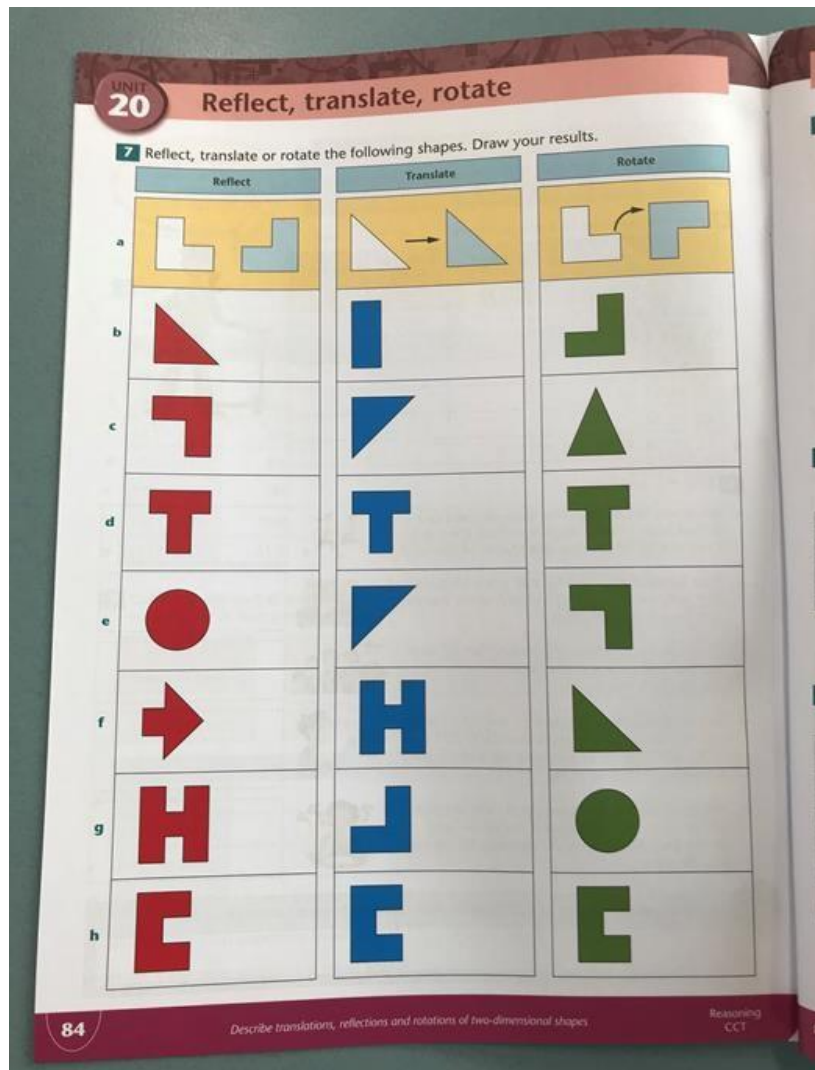 UNIT
20
Reflect, translate, rotate
7 Reflect, translate or rotate the following shapes. Draw your results.
Reflect Translate Rotate
a
b
c
d
e
f
g
h
84 Describe translations, reflections and rotations of two-dimensional shapes Reasoning
CCT